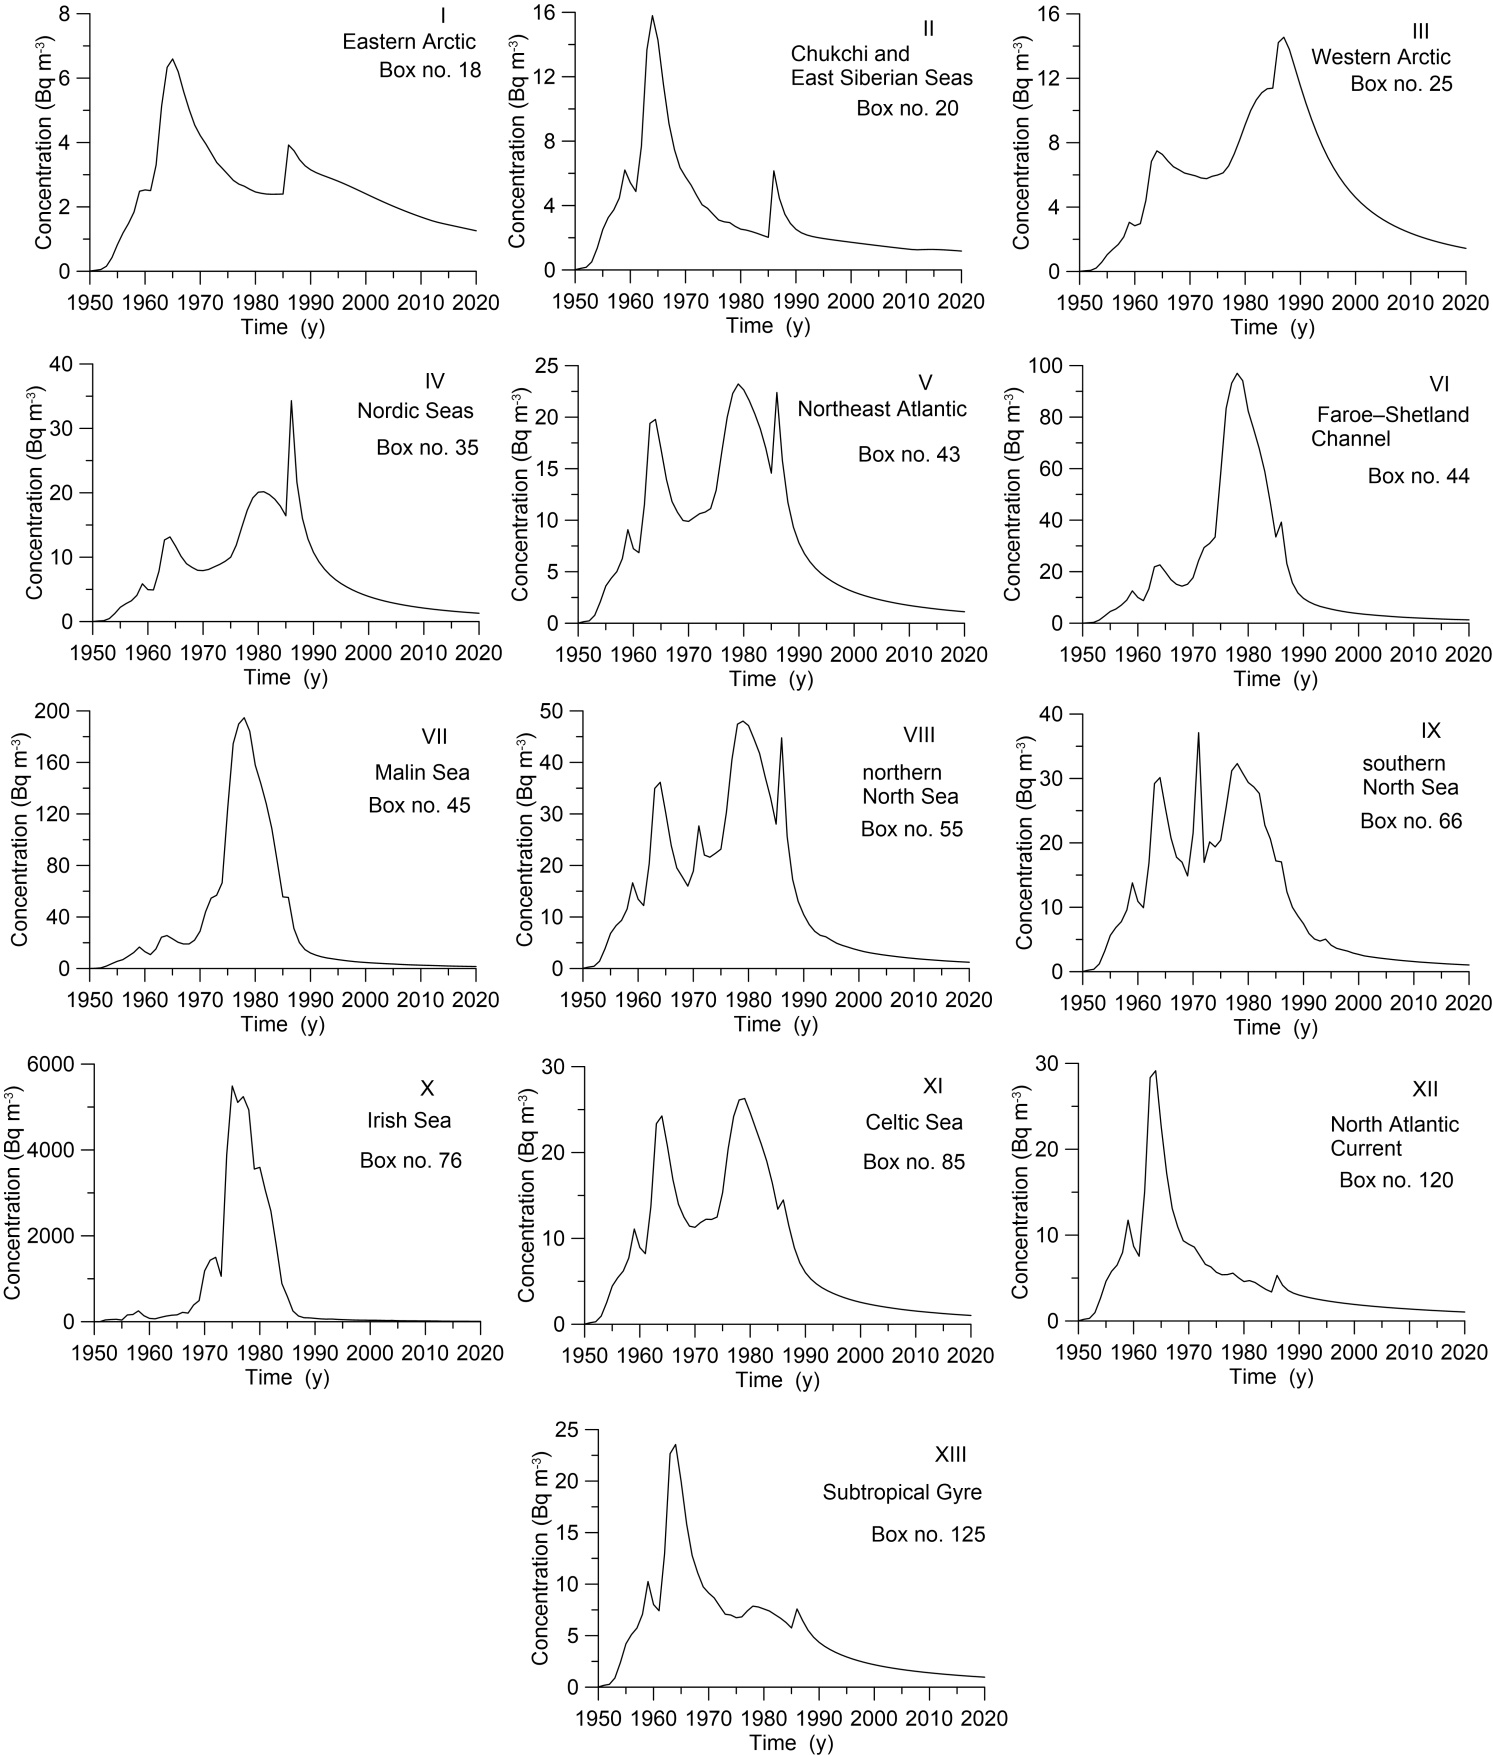 I
Eastern Arctic
Box no. 18
Concentration (Bq m-3)
8
6
4
2
0
1950 1960 1970 1980 1990 2000 2010 2020
Time (y)
II
Chukchi and
East Siberian Seas
Box no. 20
Concentration (Bq m-3)
16
12
8
4
0
1950 1960 1970 1980 1990 2000 2010 2020
Time (y)
III
Western Arctic
Box no. 25
Concentration (Bq m-3)
16
12
8
4
0
1950 1960 1970 1980 1990 2000 2010 2020
Time (y)
IV
Nordic Seas
Box no. 35
Concentration (Bq m-3)
40
30
20
10
0
1950 1960 1970 1980 1990 2000 2010 2020
Time (y)
V
Northeast Atlantic
Box no. 43
Concentration (Bq m-3)
25
20
15
10
5
0
1950 1960 1970 1980 1990 2000 2010 2020
Time (y)
VI
Faroe–Shetland
Channel
Box no. 44
Concentration (Bq m-3)
100
80
60
40
20
0
1950 1960 1970 1980 1990 2000 2010 2020
Time (y)
VII
Malin Sea
Box no. 45
Concentration (Bq m-3)
200
160
120
80
40
0
1950 1960 1970 1980 1990 2000 2010 2020
Time (y)
VIII
northern
North Sea
Box no. 55
Concentration (Bq m-3)
50
40
30
20
10
0
1950 1960 1970 1980 1990 2000 2010 2020
Time (y)
IX
southern
North Sea
Box no. 66
Concentration (Bq m-3)
40
30
20
10
0
1950 1960 1970 1980 1990 2000 2010 2020
Time (y)
X
Irish Sea
Box no. 76
Concentration (Bq m-3)
6000
4000
2000
0
1950 1960 1970 1980 1990 2000 2010 2020
Time (y)
XI
Celtic Sea
Box no. 85
Concentration (Bq m-3)
30
20
10
0
1950 1960 1970 1980 1990 2000 2010 2020
Time (y)
XII
North Atlantic
Current
Box no. 120
Concentration (Bq m-3)
30
20
10
0
1950 1960 1970 1980 1990 2000 2010 2020
Time (y)
XIII
Subtropical Gyre
Box no. 125
Concentration (Bq m-3)
25
20
15
10
5
0
1950 1960 1970 1980 1990 2000 2010 2020
Time (y)